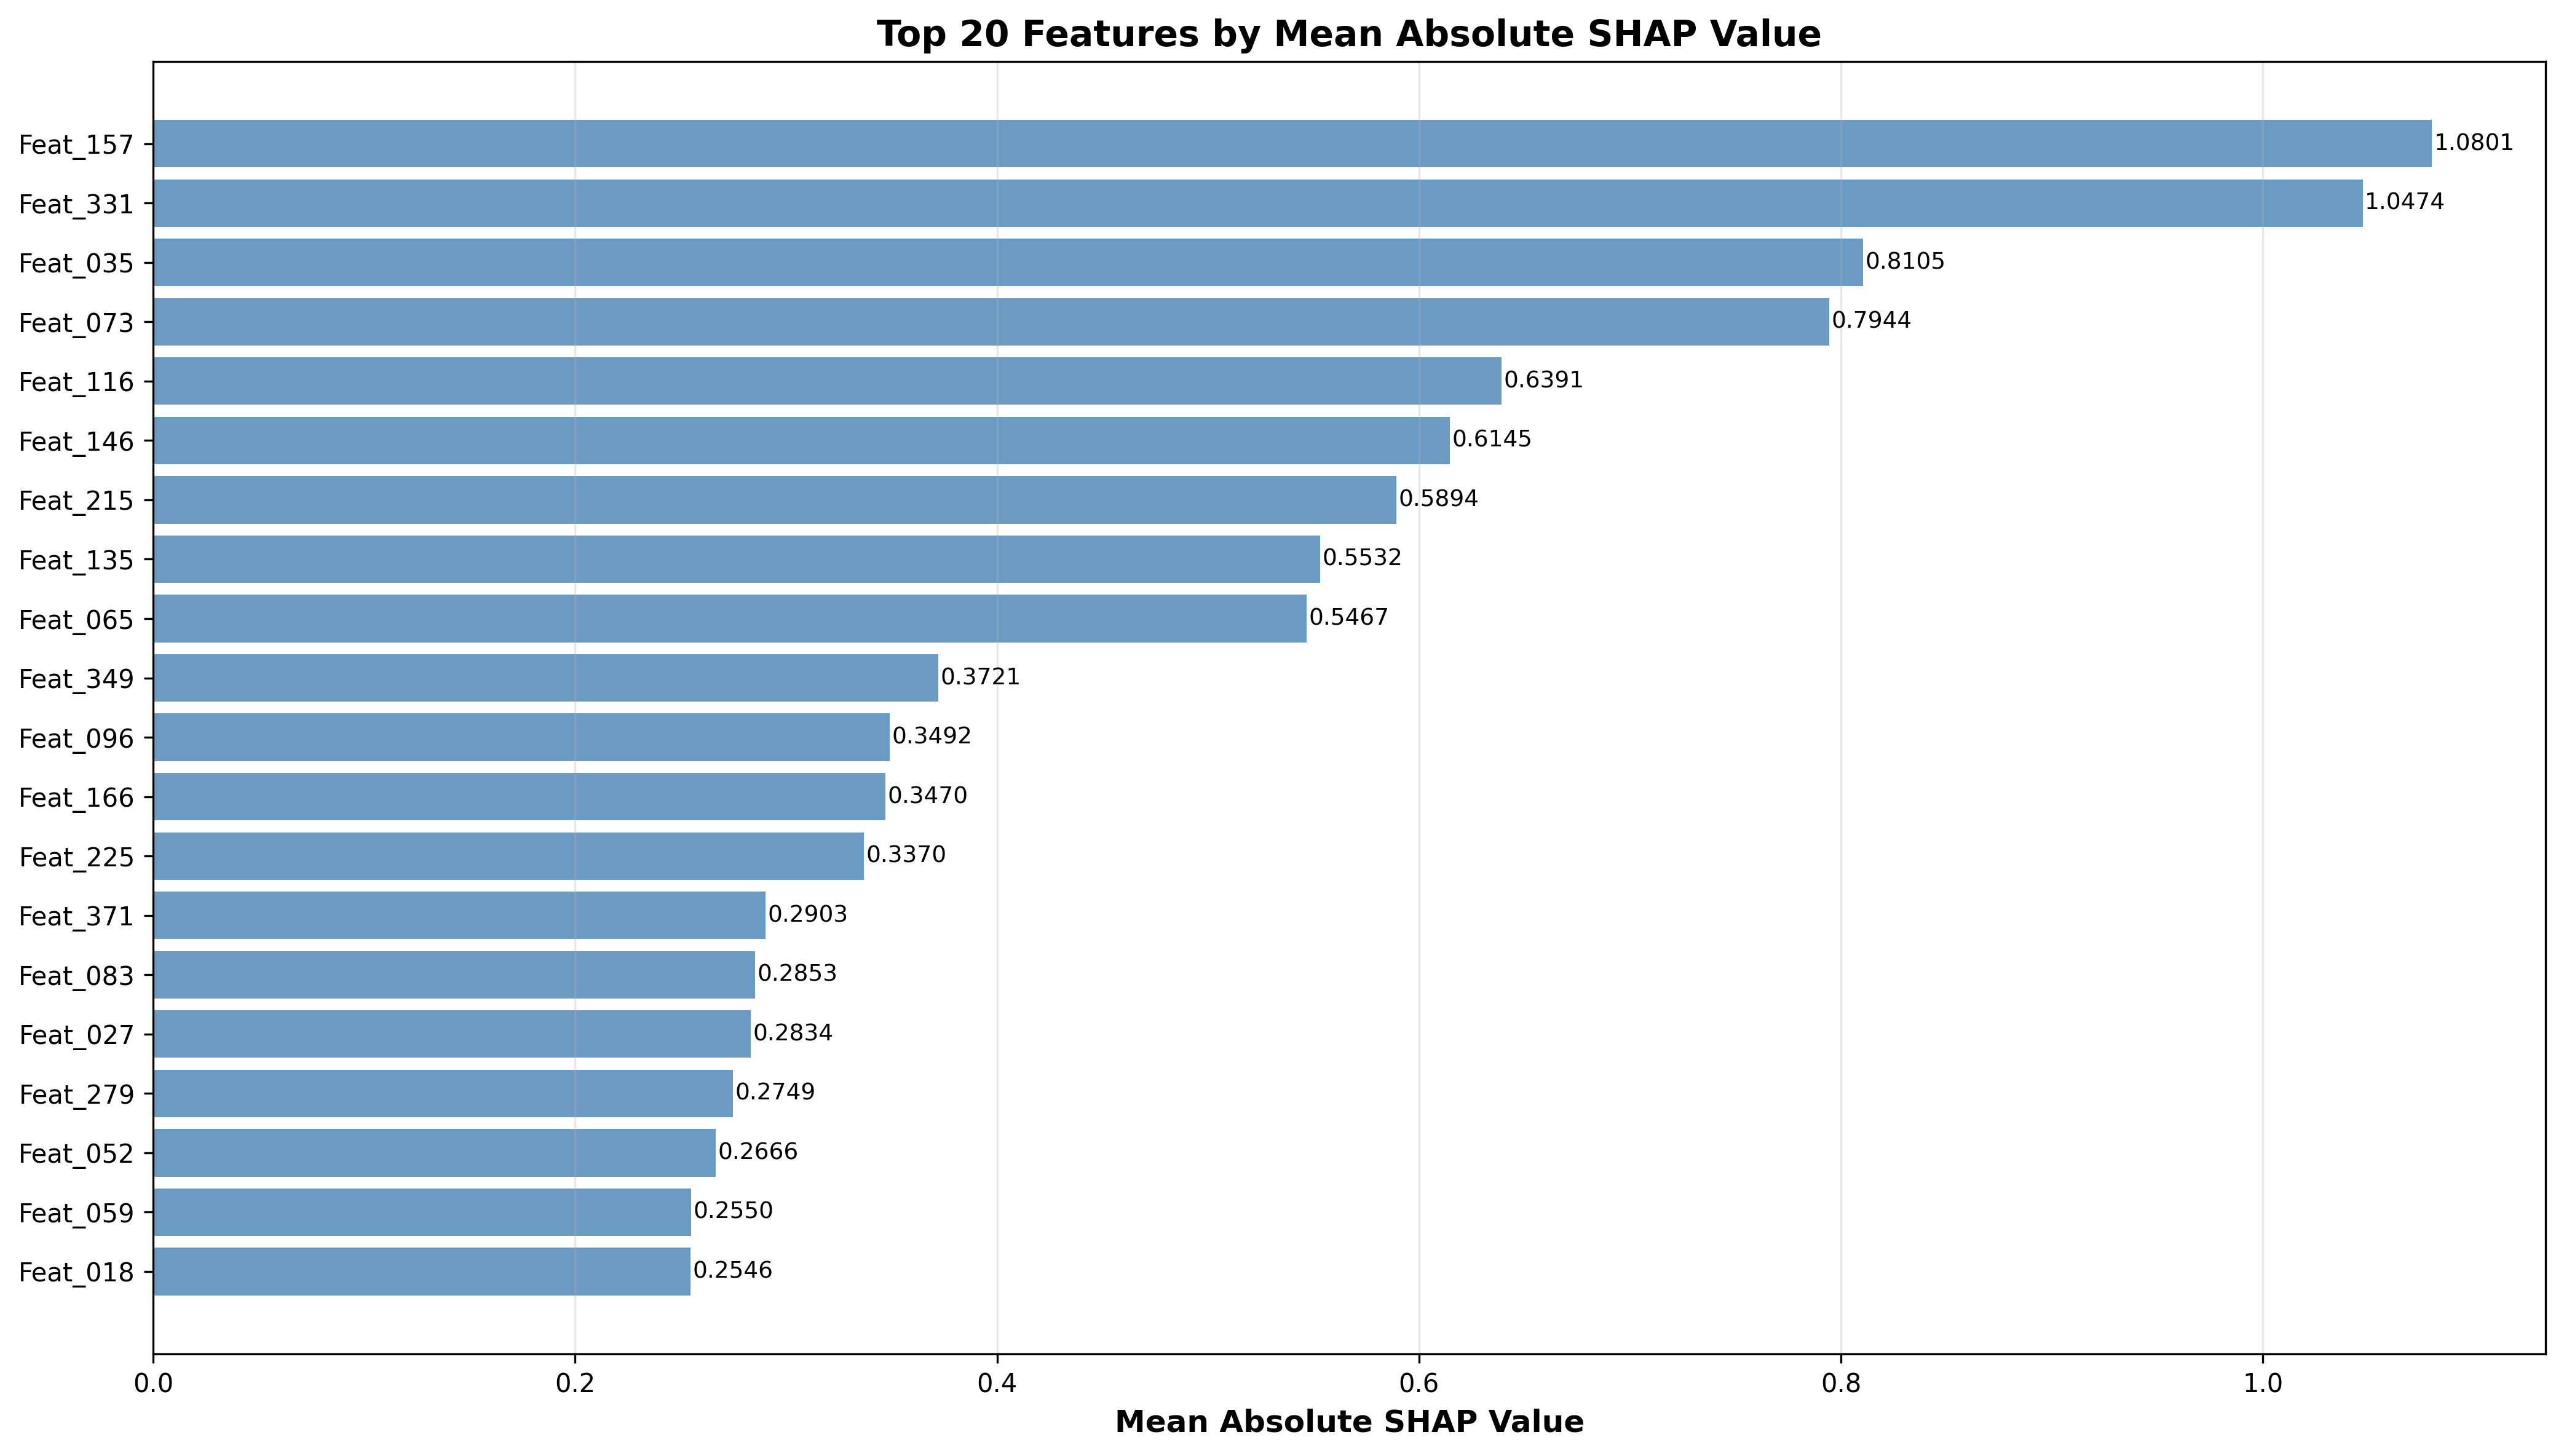 Top 20 Features by Mean Absolute SHAP Value
Feat_157 1.0801
Feat_331 1.0474
Feat_035 0.8105
Feat_073 0.7944
Feat_116 0.6391
Feat_146 0.6145
Feat_215 0.5894
Feat_135 0.5532
Feat_065 0.5467
Feat_349 0.3721
Feat_096 0.3492
Feat_166 0.3470
Feat_225 0.3370
Feat_371 0.2903
Feat_083 0.2853
Feat_027 0.2834
Feat_279 0.2749
Feat_052 0.2666
Feat_059 0.2550
Feat_018 0.2546
0.0 0.2 0.4 0.6 0.8 1.0
Mean Absolute SHAP Value